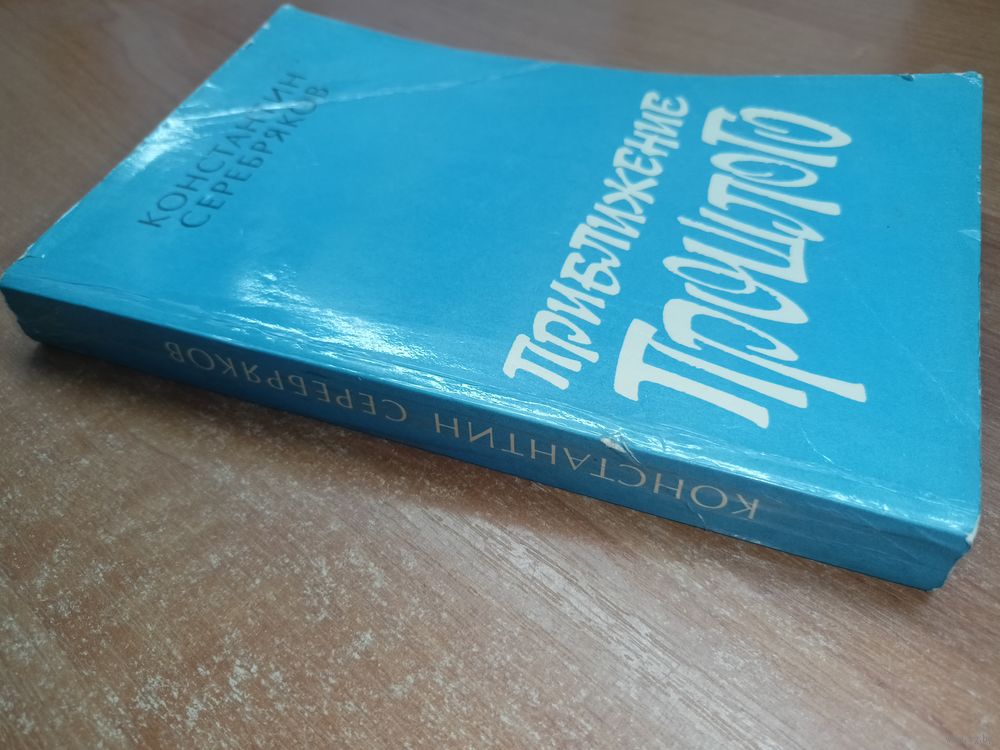 КОНСТАНТИН
СЕРЕБРЯКОВ
ПРИБЛИЖЕНИЕ
ПРОШЛОГО
КОНСТАНТИН СЕРЕБРЯКОВ